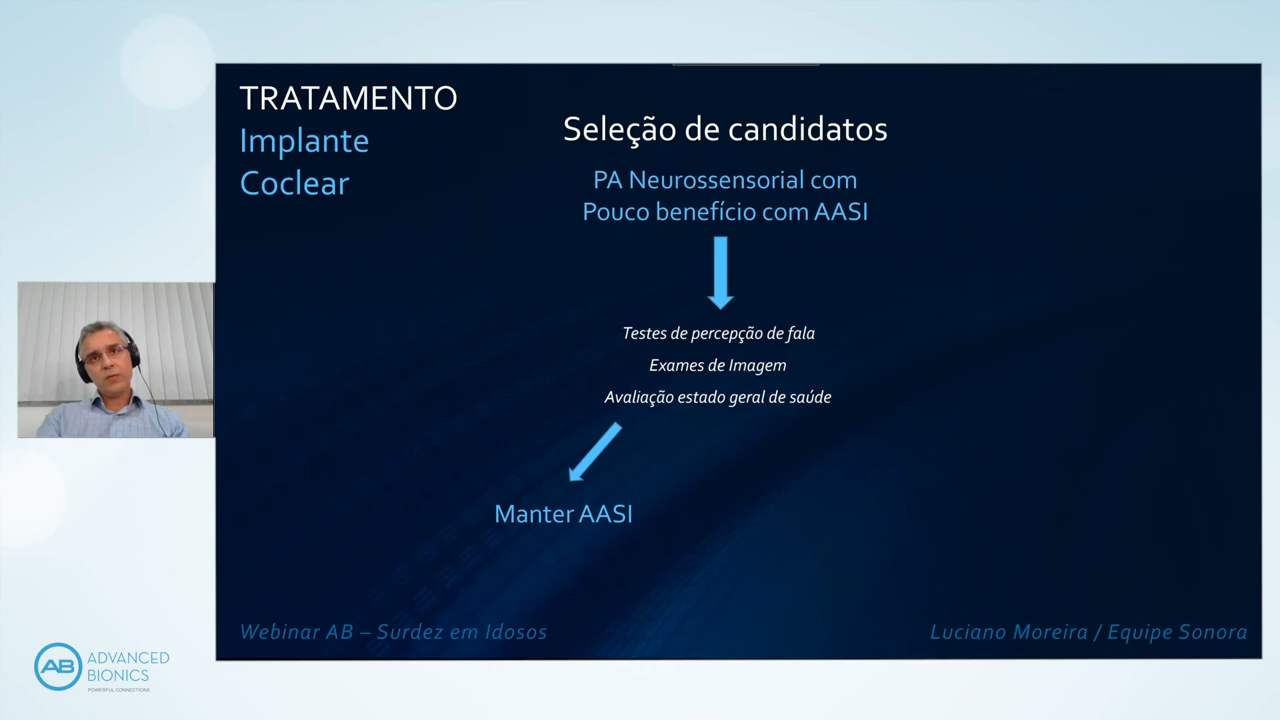 TRATAMENTO
Implante
Coclear
Seleção de candidatos
PA Neurossensorial com
Pouco benefício com AASI
Testes de percepção de fala
Exames de Imagem
Avaliação estado geral de saúde
Manter AASI
Webinar AB – Surdez em Idosos
Luciano Moreira / Equipe Sonora
AB
ADVANCED
BIONICS
POWERFUL CONNECTIONS